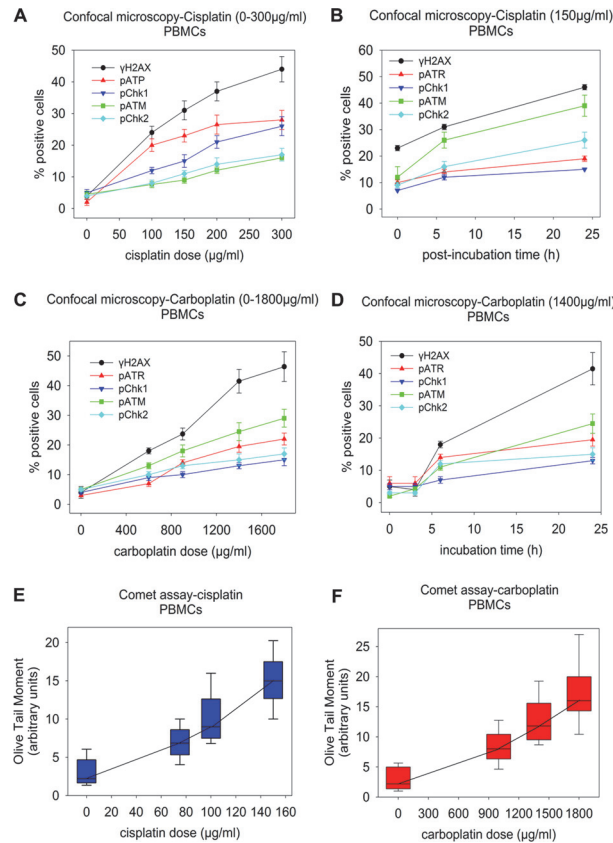 A
Confocal microscopy-Cisplatin (0-300µg/ml)
PBMCs
γH2AX
pATP
pChk1
pATM
pChk2
% positive cells
50
40
30
20
10
0
0 50 100 150 200 250 300
cisplatin dose (µg/ml)
B
Confocal microscopy-Cisplatin (150µg/ml)
PBMCs
γH2AX
pATR
pChk1
pATM
pChk2
% positive cells
60
50
40
30
20
10
0
0 5 10 15 20 25
post-incubation time (h)
C
Confocal microscopy-Carboplatin (0-1800µg/ml)
PBMCs
γH2AX
pATR
pChk1
pATM
pChk2
% positive cells
50
40
30
20
10
0
0 400 800 1200 1600
carboplatin dose (µg/ml)
D
Confocal microscopy-Carboplatin (1400µg/ml)
PBMCs
γH2AX
pATR
pChk1
pATM
pChk2
% positive cells
50
40
30
20
10
0
0 5 10 15 20 25
incubation time (h)
E
Comet assay-cisplatin
PBMCs
Olive Tail Moment
(arbitrary units)
20
15
10
5
0
0 20 40 60 80 100 120 140 160
cisplatin dose (µg/ml)
F
Comet assay-carboplatin
PBMCs
Olive Tail Moment
(arbitrary units)
25
20
15
10
5
0
0 300 600 900 1200 1500 1800
carboplatin dose (µg/ml)